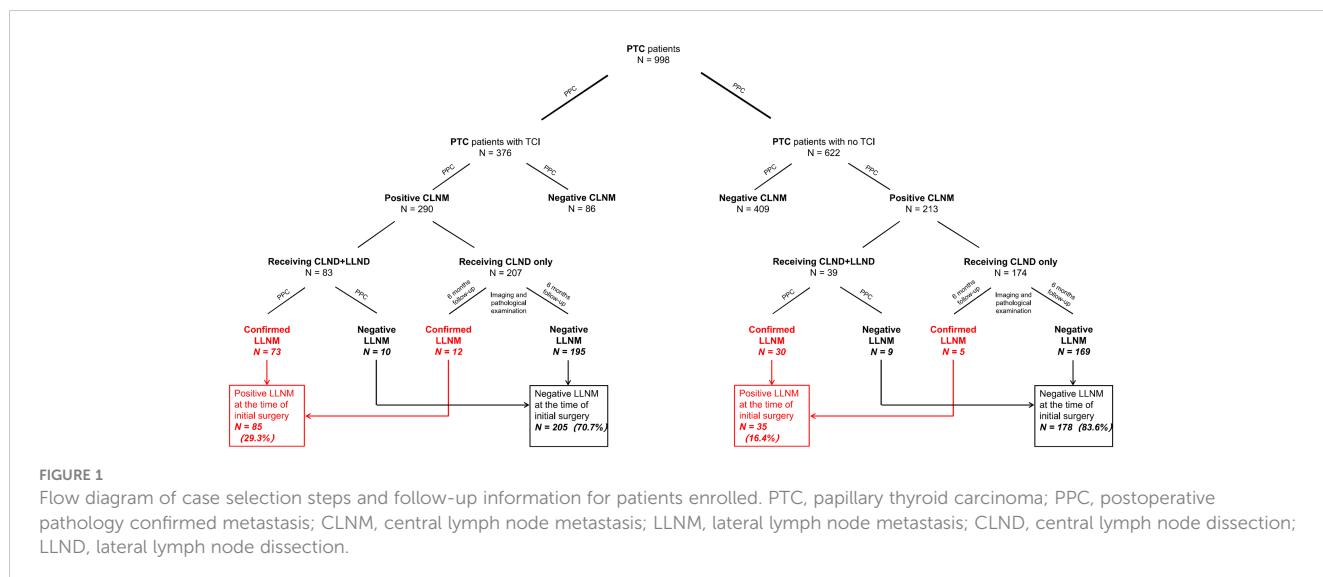 PTC patients
N = 998
PPC
PPC
PTC patients with TCI
N = 376
PTC patients with no TCI
N = 622
PPC
PPC
PPC
PPC
Positive CLNM
N = 290
Negative CLNM
N = 86
Negative CLNM
N = 409
Positive CLNM
N = 213
Receiving CLND+LLND
N = 83
Receiving CLND only
N = 207
Receiving CLND+LLND
N = 39
Receiving CLND only
N = 174
PPC
PPC
6 months
follow-up
Imaging and
pathological
examination
6 months
follow-up
PPC
PPC
6 months
follow-up
Imaging and
pathological
examination
6 months
follow-up
Confirmed
LLNM
N = 73
Negative
LLNM
N = 10
Confirmed
LLNM
N = 12
Negative
LLNM
N = 195
Confirmed
LLNM
N = 30
Negative
LLNM
N = 9
Confirmed
LLNM
N = 5
Negative
LLNM
N = 169
Positive LLNM
at the time of
initial surgery
N = 85
(29.3%)
Negative LLNM
at the time of
initial surgery
N = 205 (70.7%)
Positive LLNM
at the time of
initial surgery
N = 35
(16.4%)
Negative LLNM
at the time of
initial surgery
N = 178 (83.6%)
FIGURE 1
Flow diagram of case selection steps and follow-up information for patients enrolled. PTC, papillary thyroid carcinoma; PPC, postoperative
pathology confirmed metastasis; CLNM, central lymph node metastasis; LLNM, lateral lymph node metastasis; CLND, central lymph node dissection;
LLND, lateral lymph node dissection.